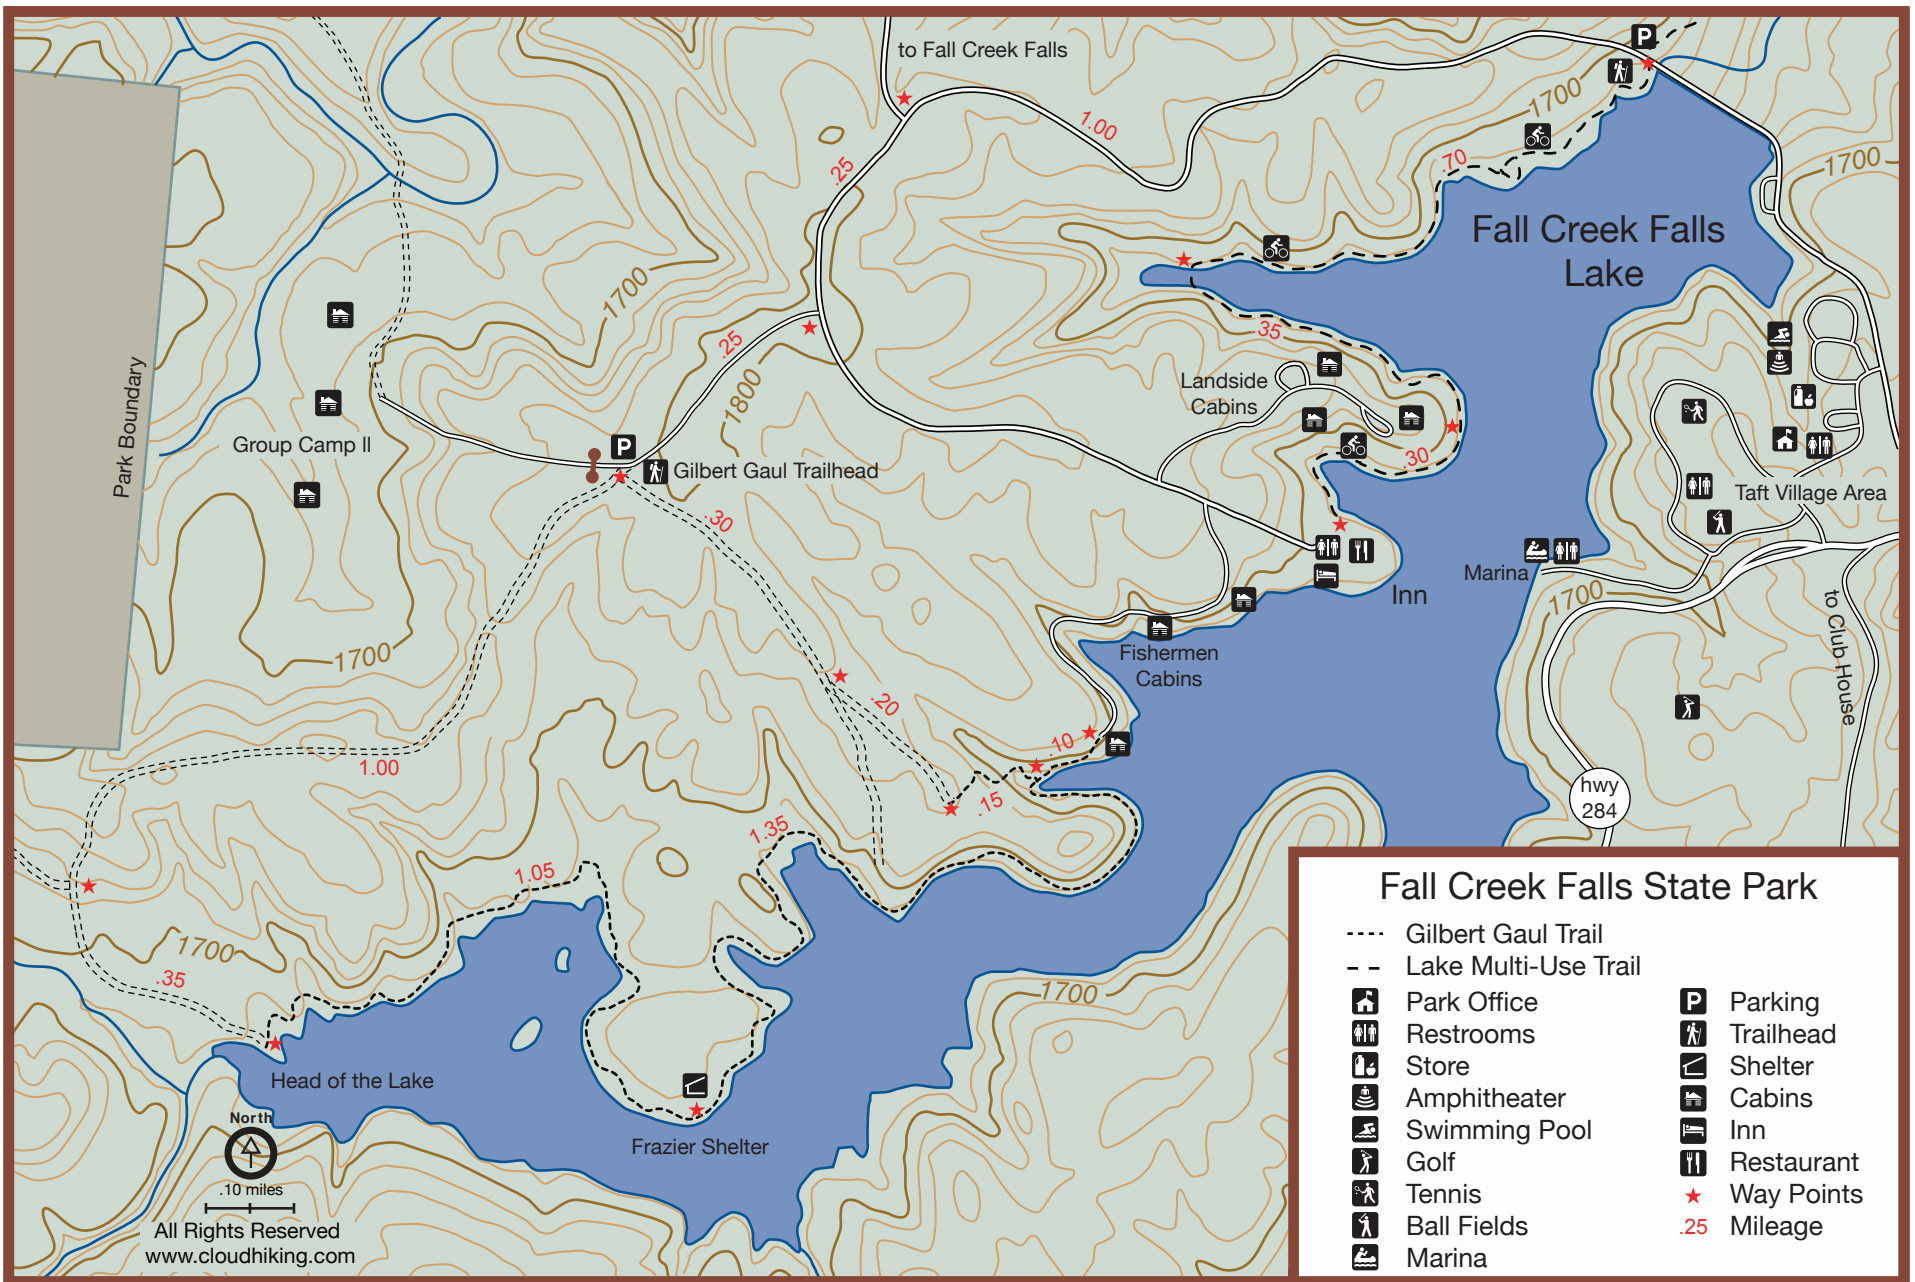 to Fall Creek Falls
P
1700
1.00
.25
.70
1700
Fall Creek Falls
Lake
1700
.25
.35
1800
Landside
Cabins
Park Boundary
Group Camp II
P
Gilbert Gaul Trailhead
.30
.30
Taft Village Area
Marina
Inn
1700
to Club House
1700
Fishermen
Cabins
.20
.10
1.00
.15
hwy
284
1.35
1.05
1700
.35
1700
Head of the Lake
Frazier Shelter
North
.10 miles
All Rights Reserved
www.cloudhiking.com
Fall Creek Falls State Park
Gilbert Gaul Trail
Lake Multi-Use Trail
Park Office
Restrooms
Store
Amphitheater
Swimming Pool
Golf
Tennis
Ball Fields
Marina
P Parking
Trailhead
Shelter
Cabins
Inn
Restaurant
Way Points
.25 Mileage